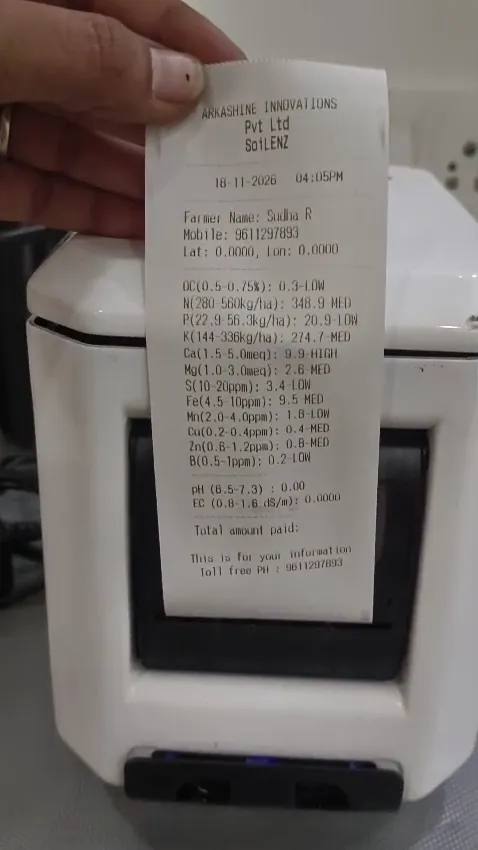 ARKASHINE INNOVATIONS
Pvt Ltd
SoiLENZ
18-11-2026 04:05PM
Farmer Name: Sudha R
Mobile: 9611297893
Lat: 0.0000, Lon: 0.0000
OC(0.5-0.75%): 0.3-LOW
N(280-560kg/ha): 348.9-MED
P(22.9-56.3kg/ha): 20.9-LOW
K(144-336kg/ha): 274.7-MED
Ca(1.5-5.0meq): 9.9-HIGH
Mg(1.0-3.0meq): 2.6-MED
S(10-20ppm): 3.4-LOW
Fe(4.5-10ppm): 9.5-MED
Mn(2.0-4.0ppm): 1.8-LOW
Cu(0.2-0.4ppm): 0.4-MED
Zn(0.6-1.2ppm): 0.8-MED
B(0.5-1ppm): 0.2-LOW
pH (6.5-7.3) : 0.00
EC (0.8-1.6 dS/m): 0.0000
Total amount paid:
This is for your information
Toll free PH : 9611297893